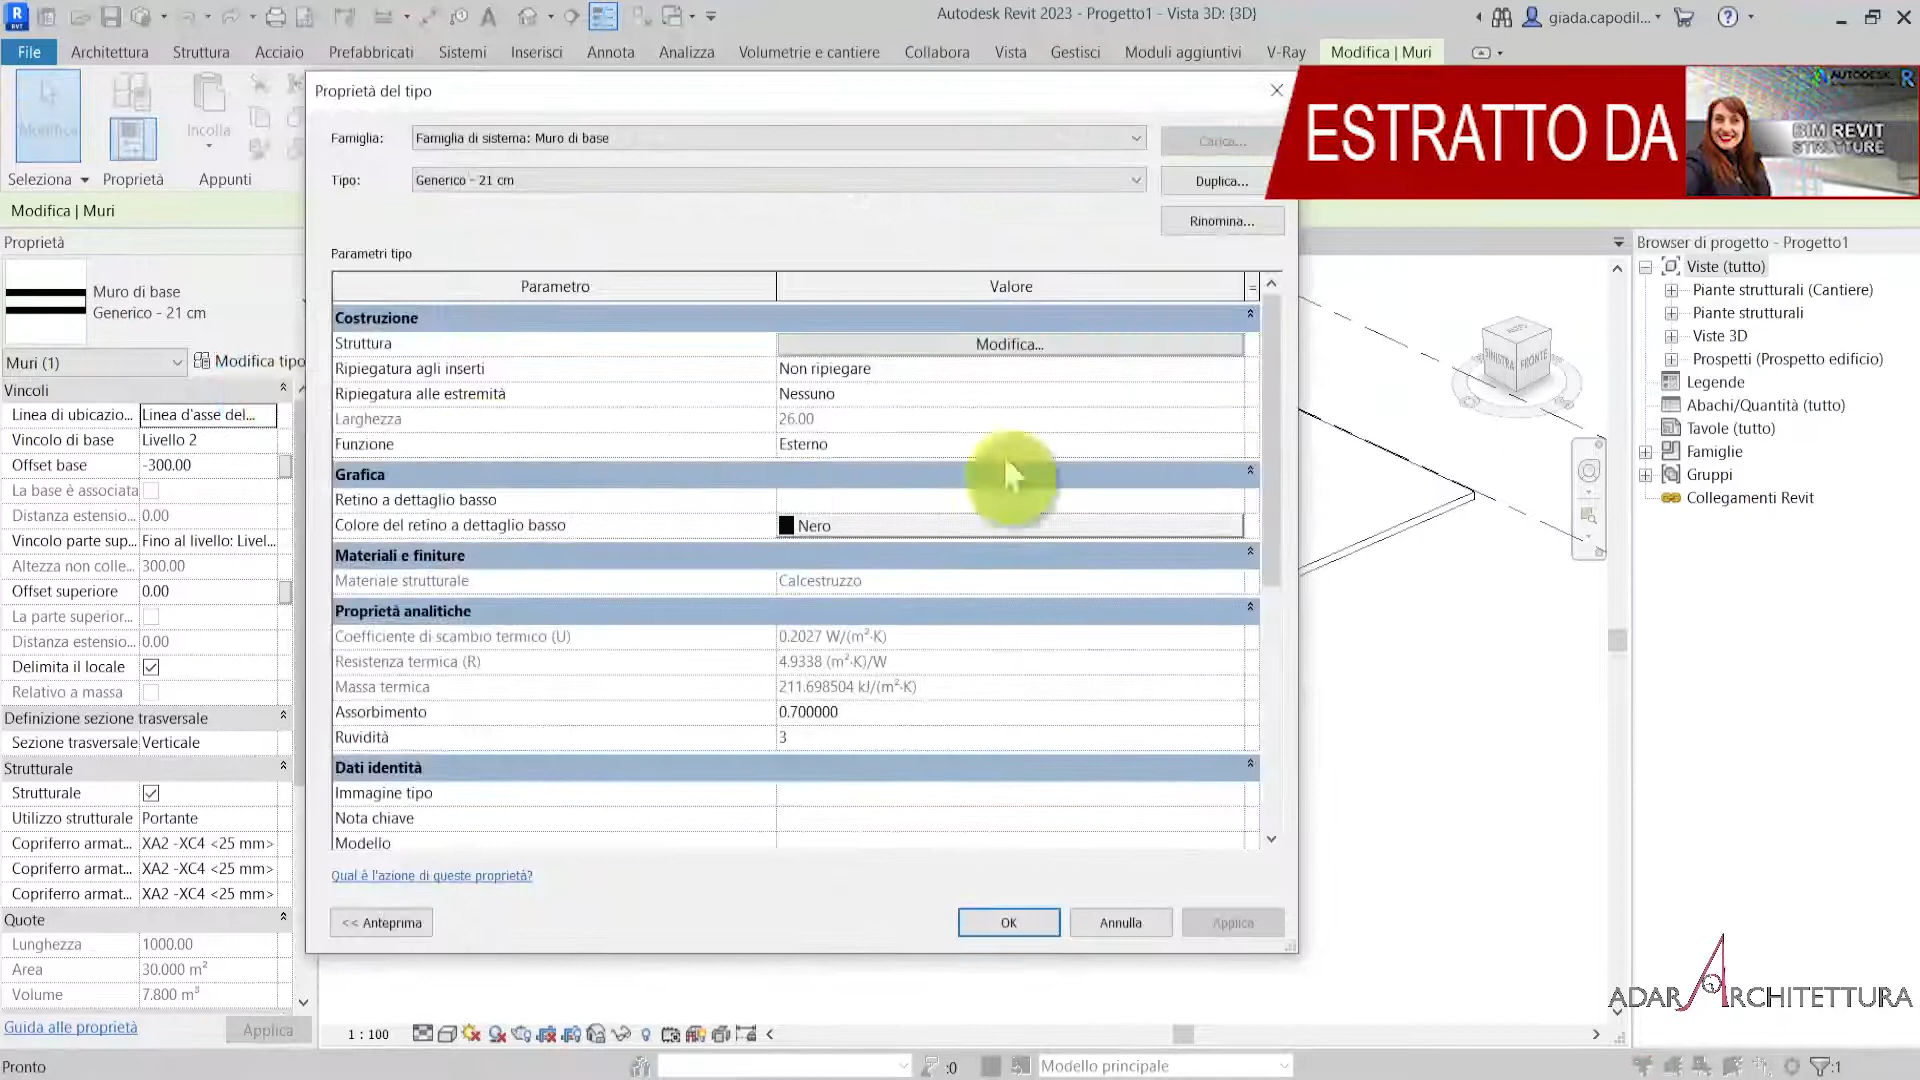 Autodesk Revit 2023 - Progetto1 - Vista 3D: {3D}
giada.capodil...
File Architettura Struttura Acciaio Prefabbricati Sistemi Inserisci Annota Analizza Volumetrie e cantiere Collabora Vista Gestisci Moduli aggiuntivi V-Ray Modifica | Muri
Modifica
Incolla
Seleziona Proprietà Appunti
Modifica | Muri
ESTRATTO DA
AUTODESK R
BIM REVIT
STRUTTURE
Proprietà
Muro di base
Generico - 21 cm
Muri (1) Modifica tipo
Vincoli
Linea di ubicazio... Linea d'asse del...
Vincolo di base Livello 2
Offset base -300.00
La base è associata
Distanza estensio... 0.00
Vincolo parte sup... Fino al livello: Livel...
Altezza non colle... 300.00
Offset superiore 0.00
La parte superior...
Distanza estensio... 0.00
Delimita il locale
Relativo a massa
Definizione sezione trasversale
Sezione trasversale Verticale
Strutturale
Strutturale
Utilizzo strutturale Portante
Copriferro armat... XA2 -XC4 <25 mm>
Copriferro armat... XA2 -XC4 <25 mm>
Copriferro armat... XA2 -XC4 <25 mm>
Quote
Lunghezza 1000.00
Area 30.000 m²
Volume 7.800 m³
Guida alle proprietà Applica
Pronto
Proprietà del tipo
Famiglia: Famiglia di sistema: Muro di base Carica...
Tipo: Generico - 21 cm Duplica...
Rinomina...
Parametri tipo
Parametro Valore =
Costruzione
Struttura Modifica...
Ripiegatura agli inserti Non ripiegare
Ripiegatura alle estremità Nessuno
Larghezza 26.00
Funzione Esterno
Grafica
Retino a dettaglio basso
Colore del retino a dettaglio basso Nero
Materiali e finiture
Materiale strutturale Calcestruzzo
Proprietà analitiche
Coefficiente di scambio termico (U) 0.2027 W/(m²·K)
Resistenza termica (R) 4.9338 (m²·K)/W
Massa termica 211.698504 kJ/(m²·K)
Assorbimento 0.700000
Ruvidità 3
Dati identità
Immagine tipo
Nota chiave
Modello
Qual è l'azione di queste proprietà?
<< Anteprima OK Annulla Applica
SINISTRA FRONTE
Browser di progetto - Progetto1
Viste (tutto)
Piante strutturali (Cantiere)
Piante strutturali
Viste 3D
Prospetti (Prospetto edificio)
Legende
Abachi/Quantità (tutto)
Tavole (tutto)
Famiglie
Gruppi
Collegamenti Revit
ADARARCHITETTURA
1 : 100
:0 Modello principale :1